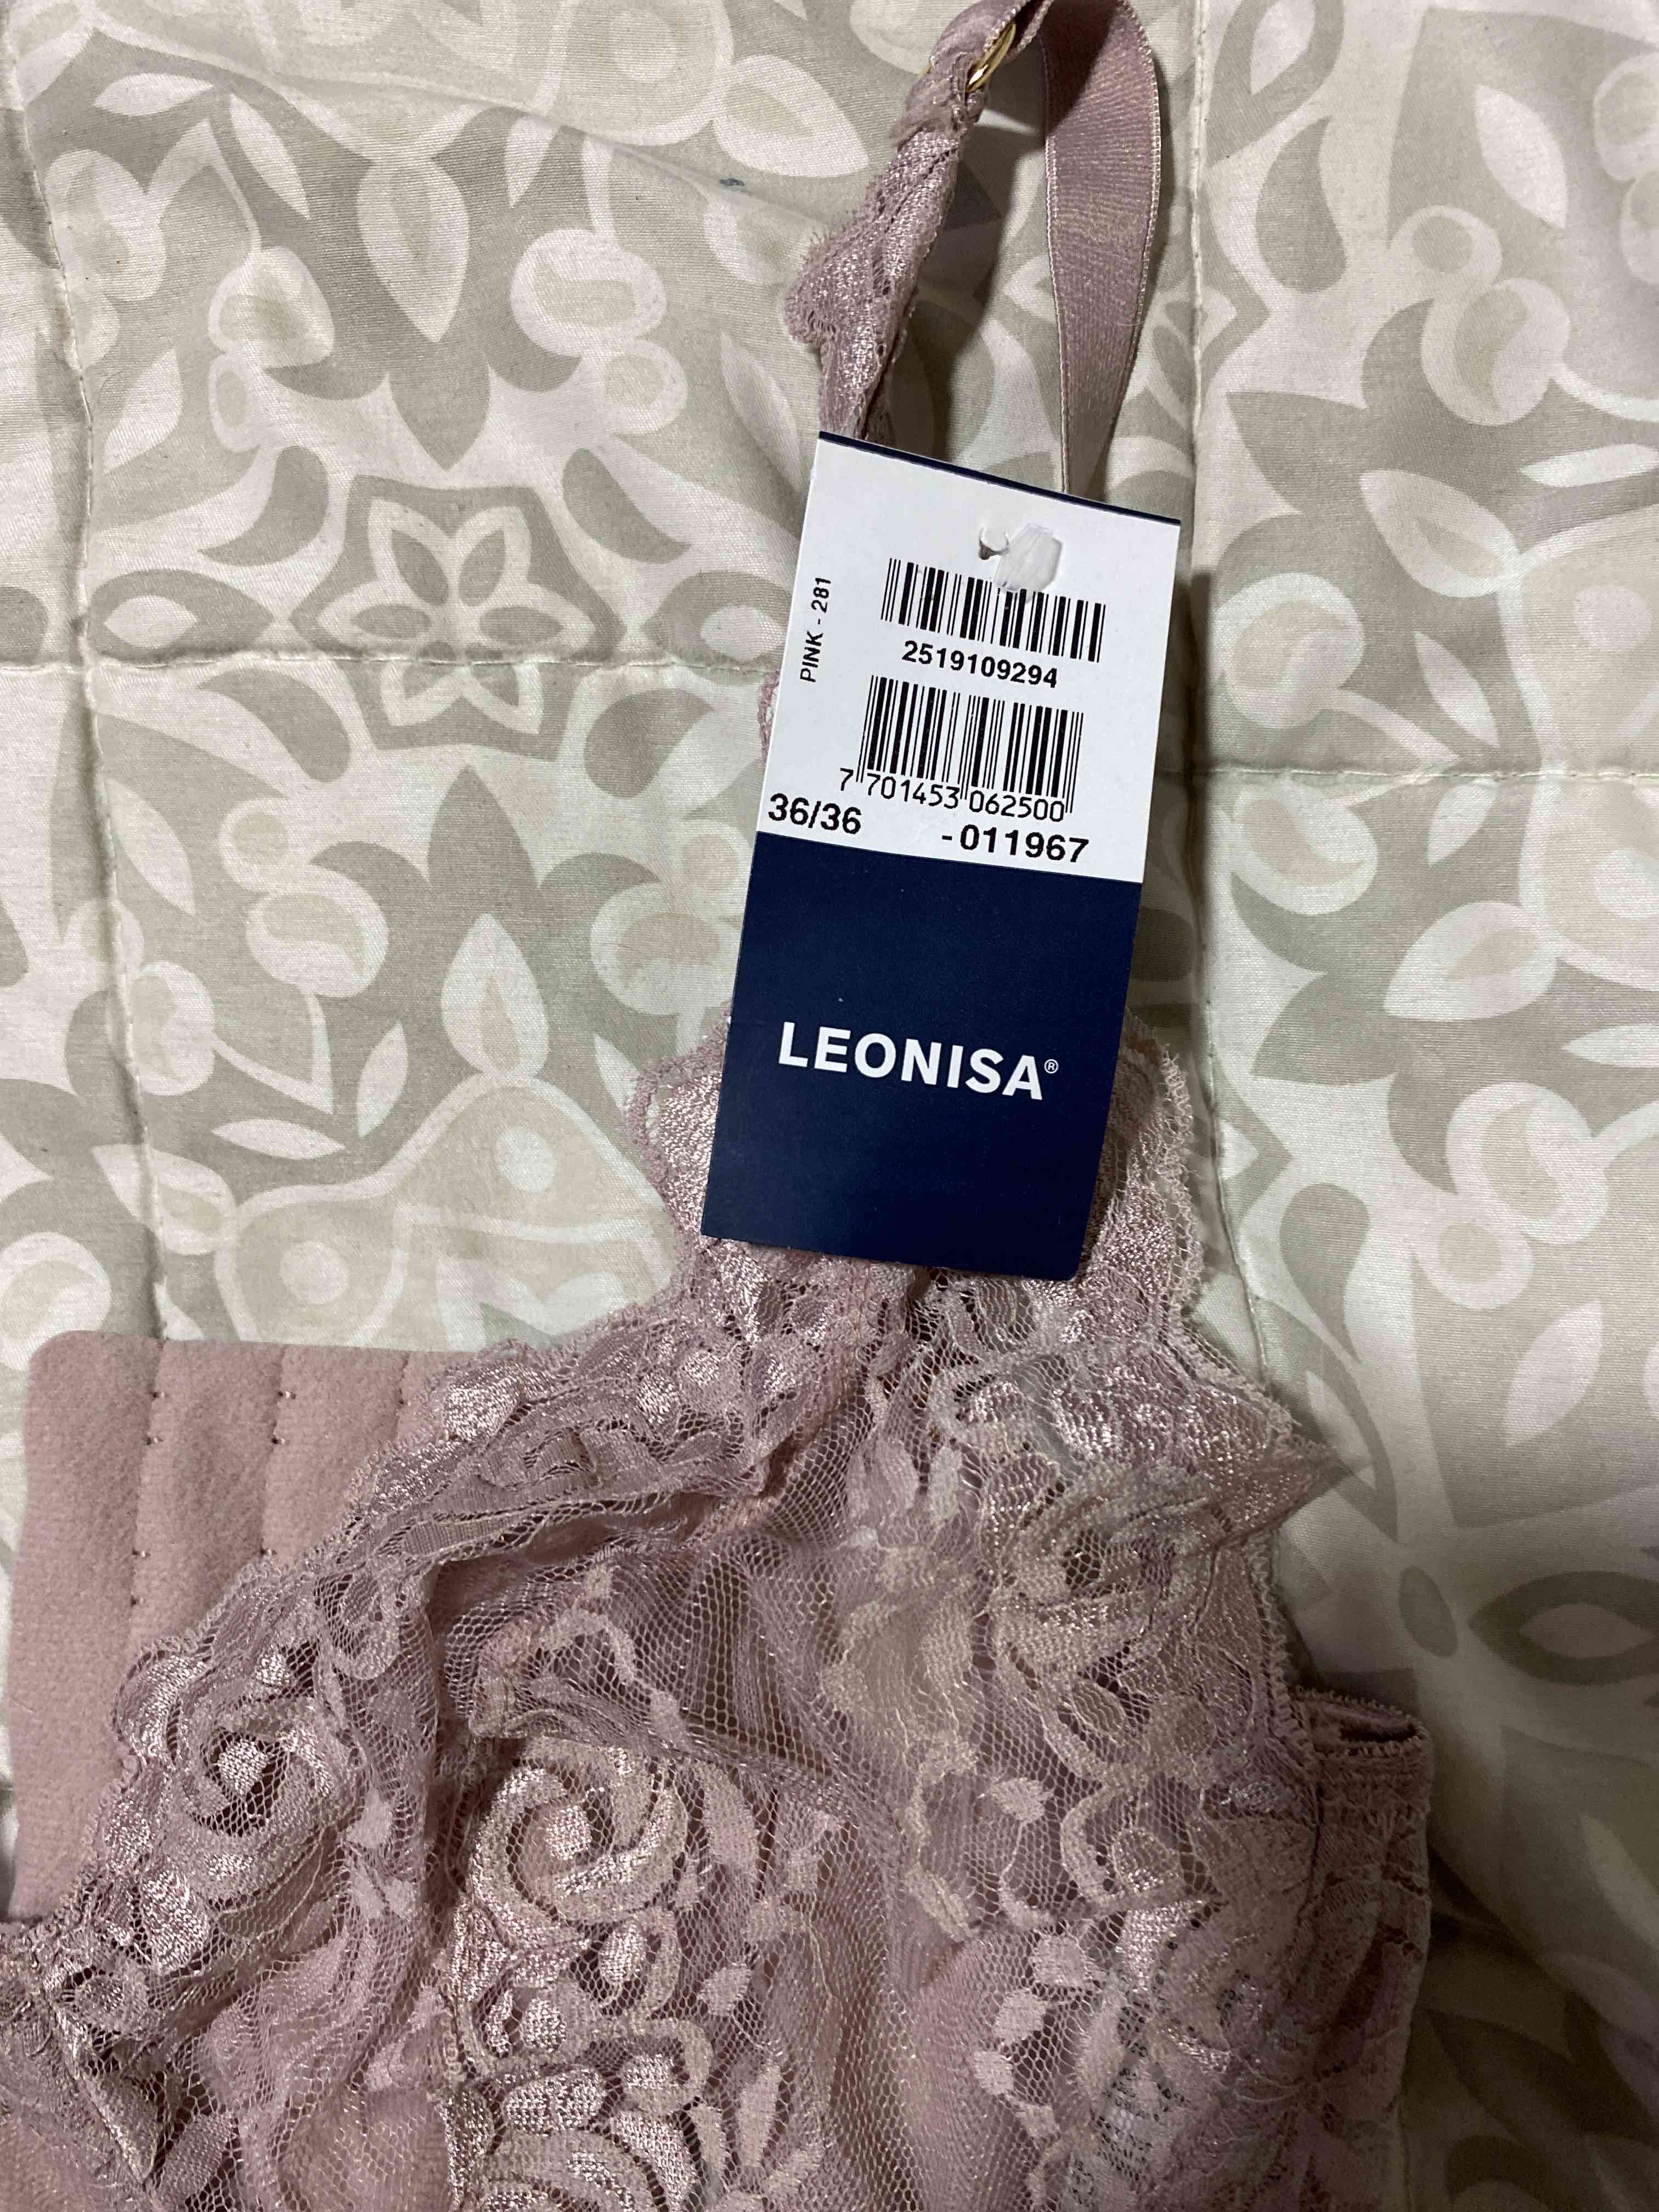 PINK - 281
2519109294
7 701453 062500
36/36 -011967
LEONISA®